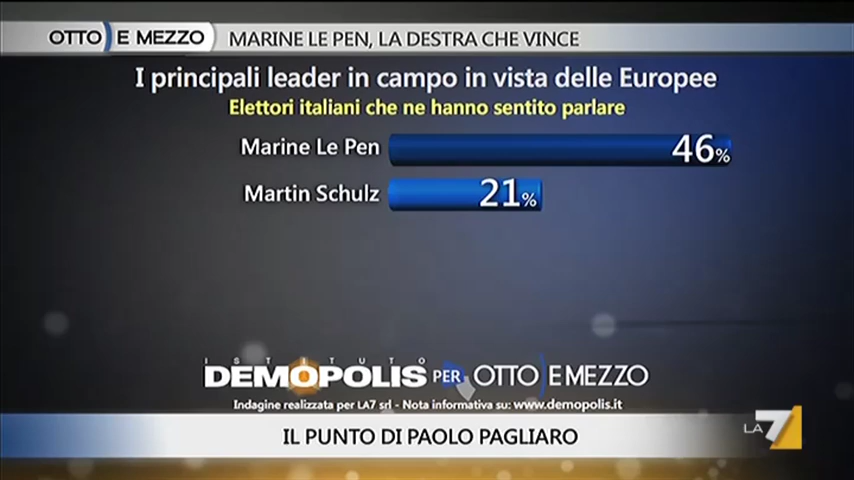 OTTO E MEZZO MARINE LE PEN, LA DESTRA CHE VINCE
I principali leader in campo in vista delle Europee
Elettori italiani che ne hanno sentito parlare
Marine Le Pen 46%
Martin Schulz 21%
ISTITUTO
DEMOPOLIS PER OTTO E MEZZO
Indagine realizzata per LA7 srl - Nota informativa su: www.demopolis.it
IL PUNTO DI PAOLO PAGLIARO
LA7